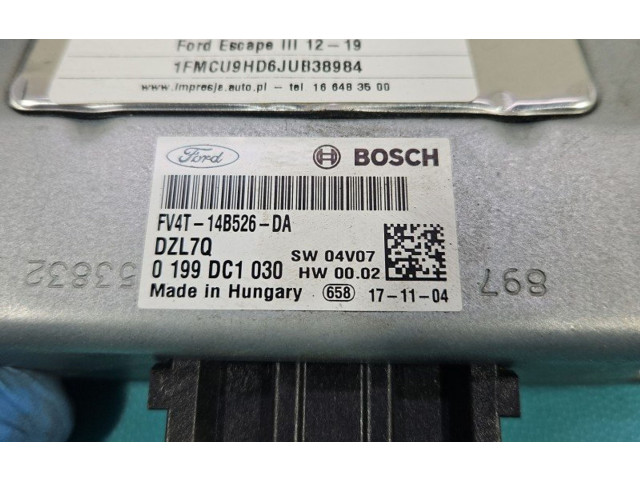 Ford Escape III 12-19
1FMCU9HD6JUB38984
www.impresja.auto.pl - tel 16 648 35 00
Ford
BOSCH
FV4T-14B526-DA
DZL7Q
SW 04V07
0 199 DC1 030
HW 00.02
Made in Hungary
658
17-11-04
53832
897